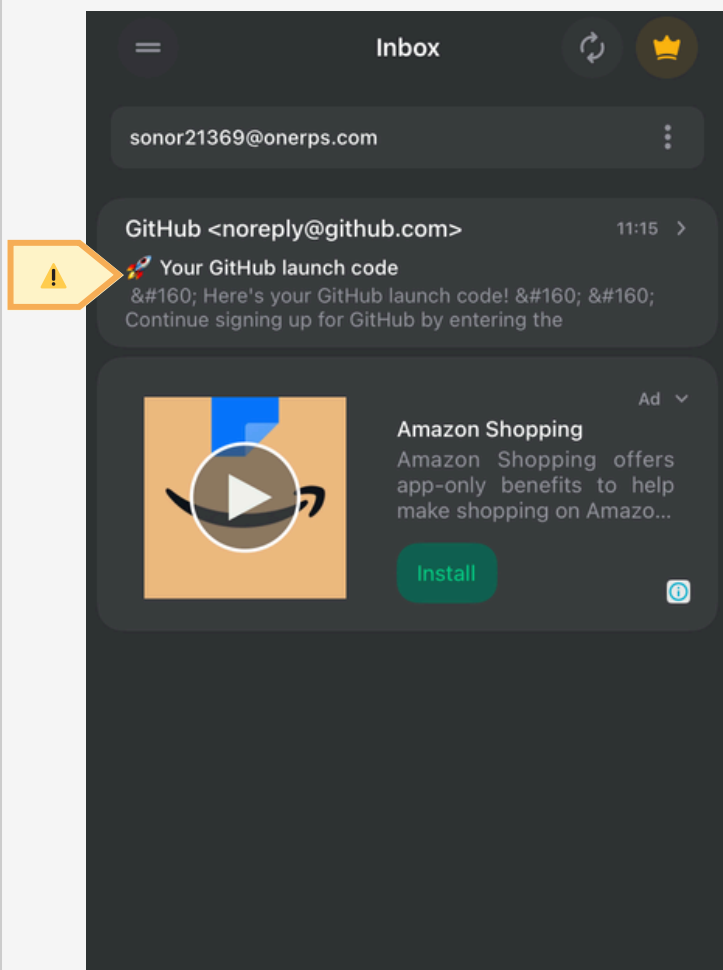 Inbox
sonor21369@onerps.com
GitHub <noreply@github.com>
11:15
🚀 Your GitHub launch code
&#160; Here's your GitHub launch code! &#160; &#160;
Continue signing up for GitHub by entering the
Ad
Amazon Shopping
Amazon Shopping offers
app-only benefits to help
make shopping on Amazo...
Install